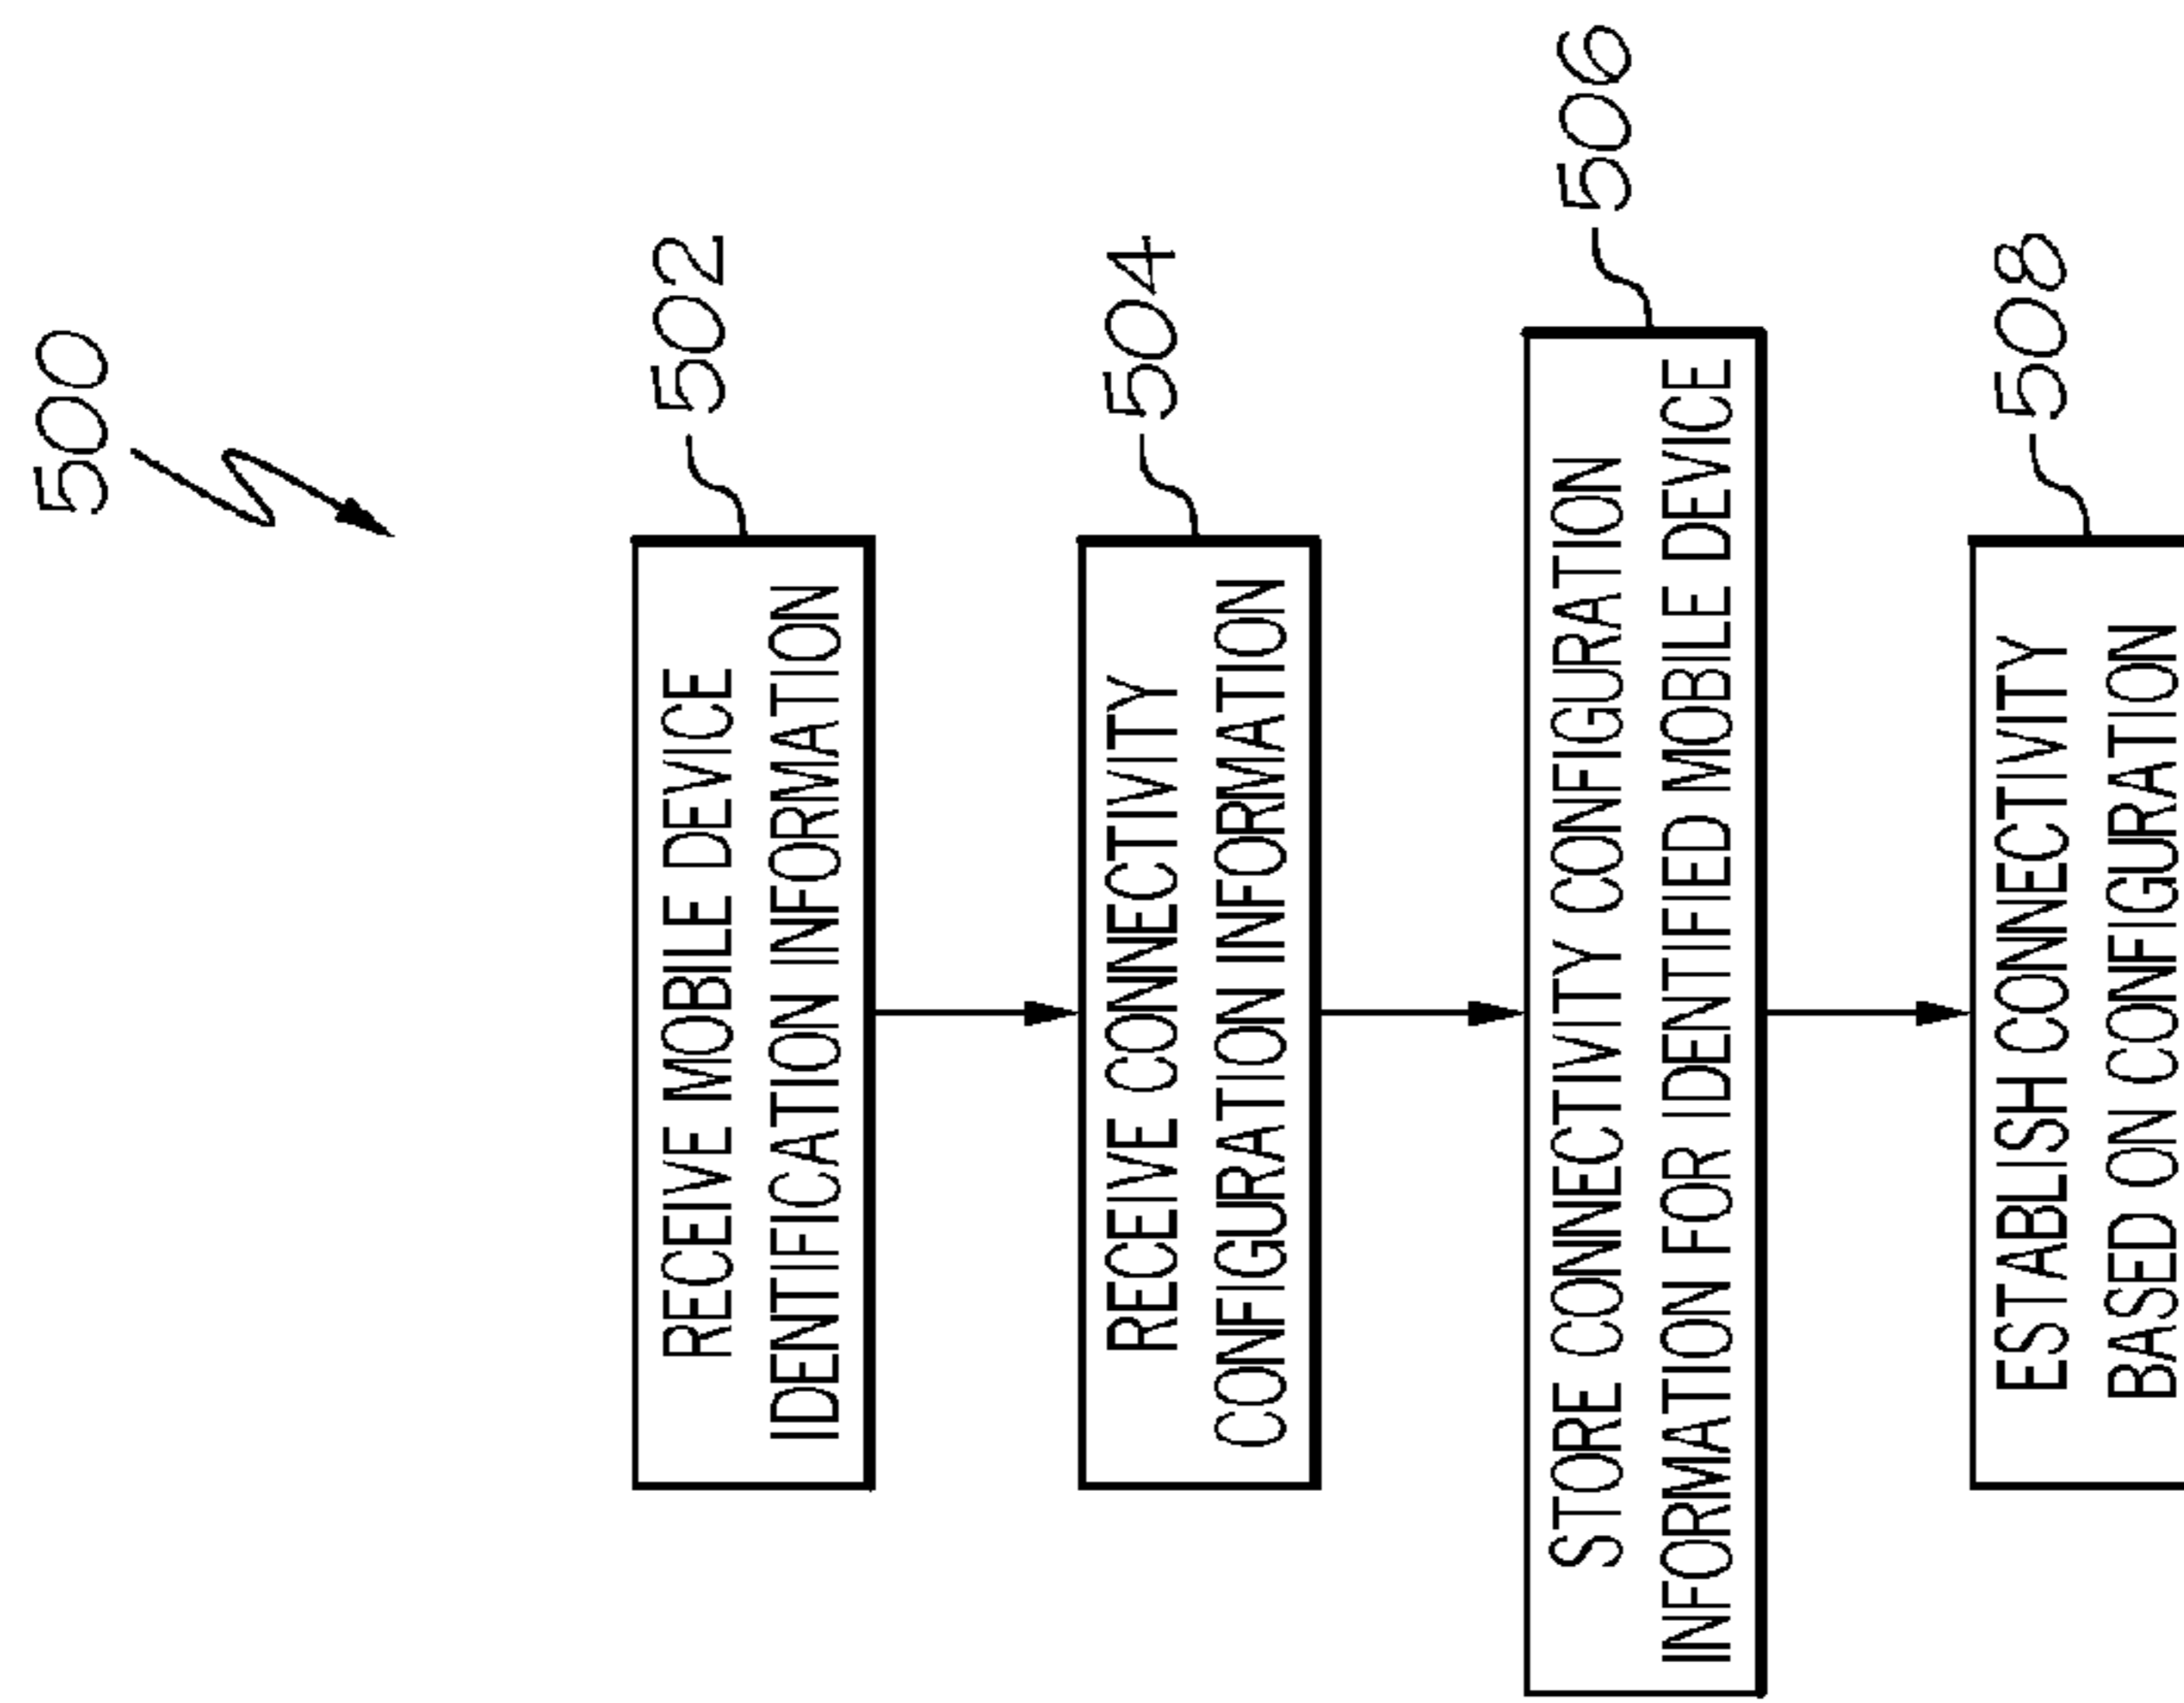 500
502
RECEIVE MOBILE DEVICE
IDENTIFICATION INFORMATION
504
RECEIVE CONNECTIVITY
CONFIGURATION INFORMATION
506
STORE CONNECTIVITY CONFIGURATION
INFORMATION FOR IDENTIFIED MOBILE DEVICE
508
ESTABLISH CONNECTIVITY
BASED ON CONFIGURATION